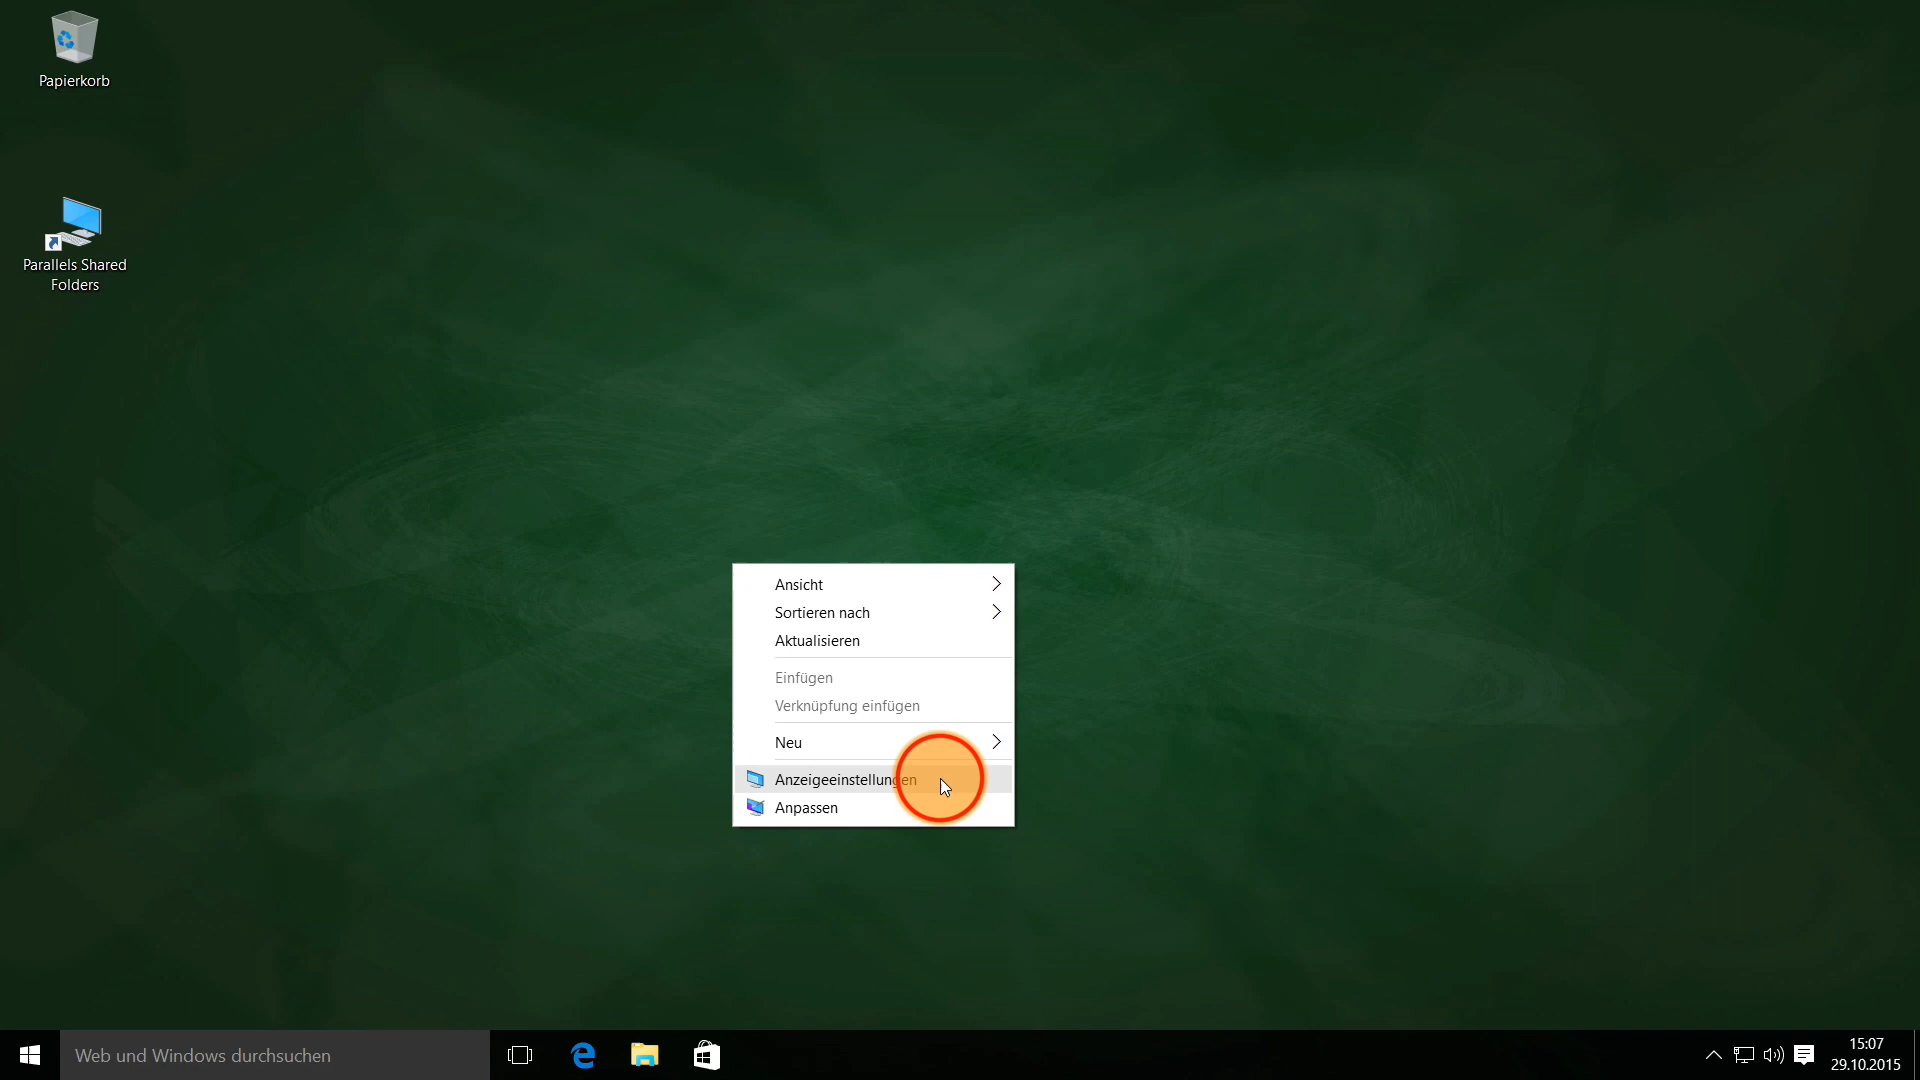 Papierkorb
Parallels Shared
Folders
Ansicht
Sortieren nach
Aktualisieren
Einfügen
Verknüpfung einfügen
Neu
Anzeigeeinstellungen
Anpassen
Web und Windows durchsuchen
15:07
29.10.2015